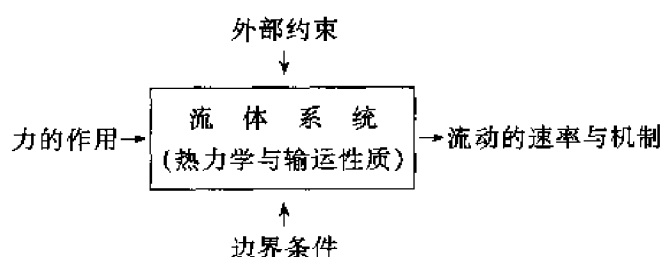 外部约束
力的作用
流体系统
(热力学与输运性质)
流动的速率与机制
边界条件